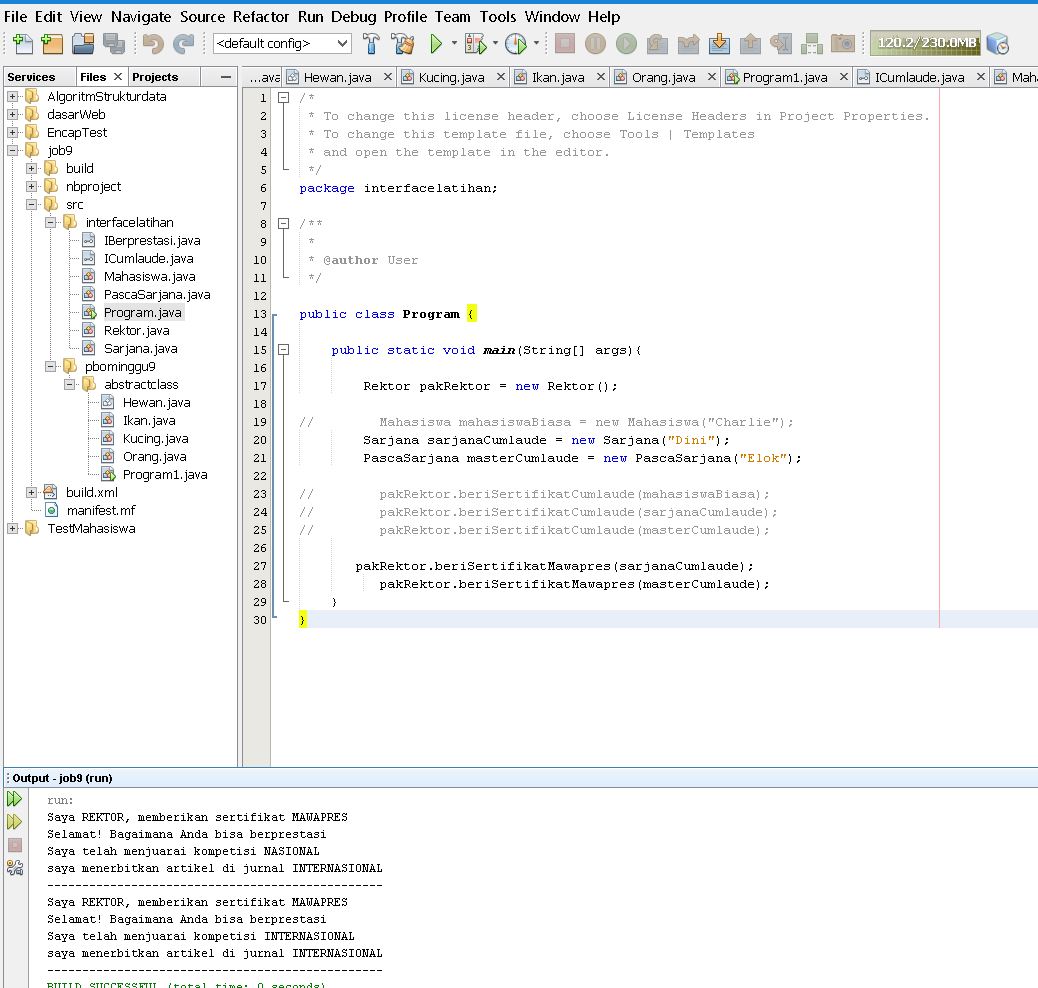 File Edit View Navigate Source Refactor Run Debug Profile Team Tools Window Help
<default config> 120.2/230.0MB
Services Files Projects
...ava Hewan.java Kucing.java Ikan.java Orang.java Program1.java ICumlaude.java Mah
AlgoritmStrukturdata
dasarWeb
EncapTest
job9
build
nbproject
src
interfacelatihan
IBerprestasi.java
ICumlaude.java
Mahasiswa.java
PascaSarjana.java
Program.java
Rektor.java
Sarjana.java
pbominggu9
abstractclass
Hewan.java
Ikan.java
Kucing.java
Orang.java
Program1.java
build.xml
manifest.mf
TestMahasiswa
1 /*
2 * To change this license header, choose License Headers in Project Properties.
3 * To change this template file, choose Tools | Templates
4 * and open the template in the editor.
5 */
6 package interfacelatihan;
7
8 /**
9 *
10 * @author User
11 */
12
13 public class Program {
14
15 public static void main(String[] args){
16
17 Rektor pakRektor = new Rektor();
18
19 // Mahasiswa mahasiswaBiasa = new Mahasiswa("Charlie");
20 Sarjana sarjanaCumlaude = new Sarjana("Dini");
21 PascaSarjana masterCumlaude = new PascaSarjana("Elok");
22
23 // pakRektor.beriSertifikatCumlaude(mahasiswaBiasa);
24 // pakRektor.beriSertifikatCumlaude(sarjanaCumlaude);
25 // pakRektor.beriSertifikatCumlaude(masterCumlaude);
26
27 pakRektor.beriSertifikatMawapres(sarjanaCumlaude);
28 pakRektor.beriSertifikatMawapres(masterCumlaude);
29 }
30 }
Output - job9 (run)
run:
Saya REKTOR, memberikan sertifikat MAWAPRES
Selamat! Bagaimana Anda bisa berprestasi
Saya telah menjuarai kompetisi NASIONAL
saya menerbitkan artikel di jurnal INTERNASIONAL
------------------------------------------------
Saya REKTOR, memberikan sertifikat MAWAPRES
Selamat! Bagaimana Anda bisa berprestasi
Saya telah menjuarai kompetisi INTERNASIONAL
saya menerbitkan artikel di jurnal INTERNASIONAL
------------------------------------------------
BUILD SUCCESSFUL (total time: 0 seconds)